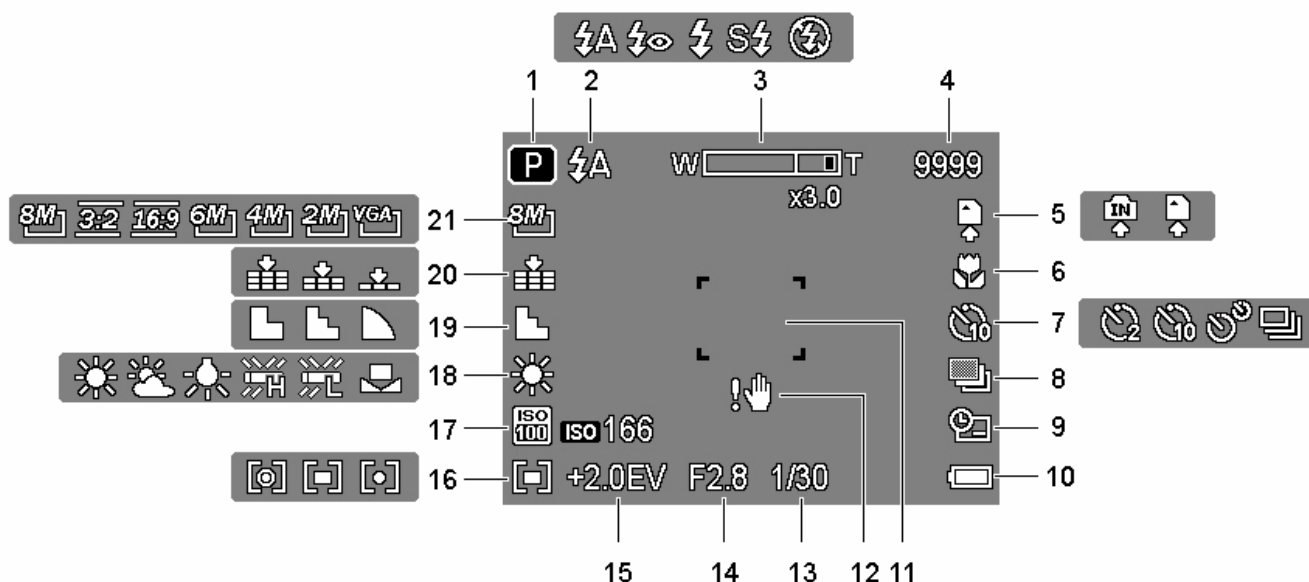 A S
1 2 3 4
P A W T 9999
x3.0
8M 3:2 16:9 6M 4M 2M VGA 21 8M 5 IN
20 6
19 10 7 2 10
H L 18 8
17 ISO 100 ISO 166 9
16 +2.0EV F2.8 1/30 10
15 14 13 12 11